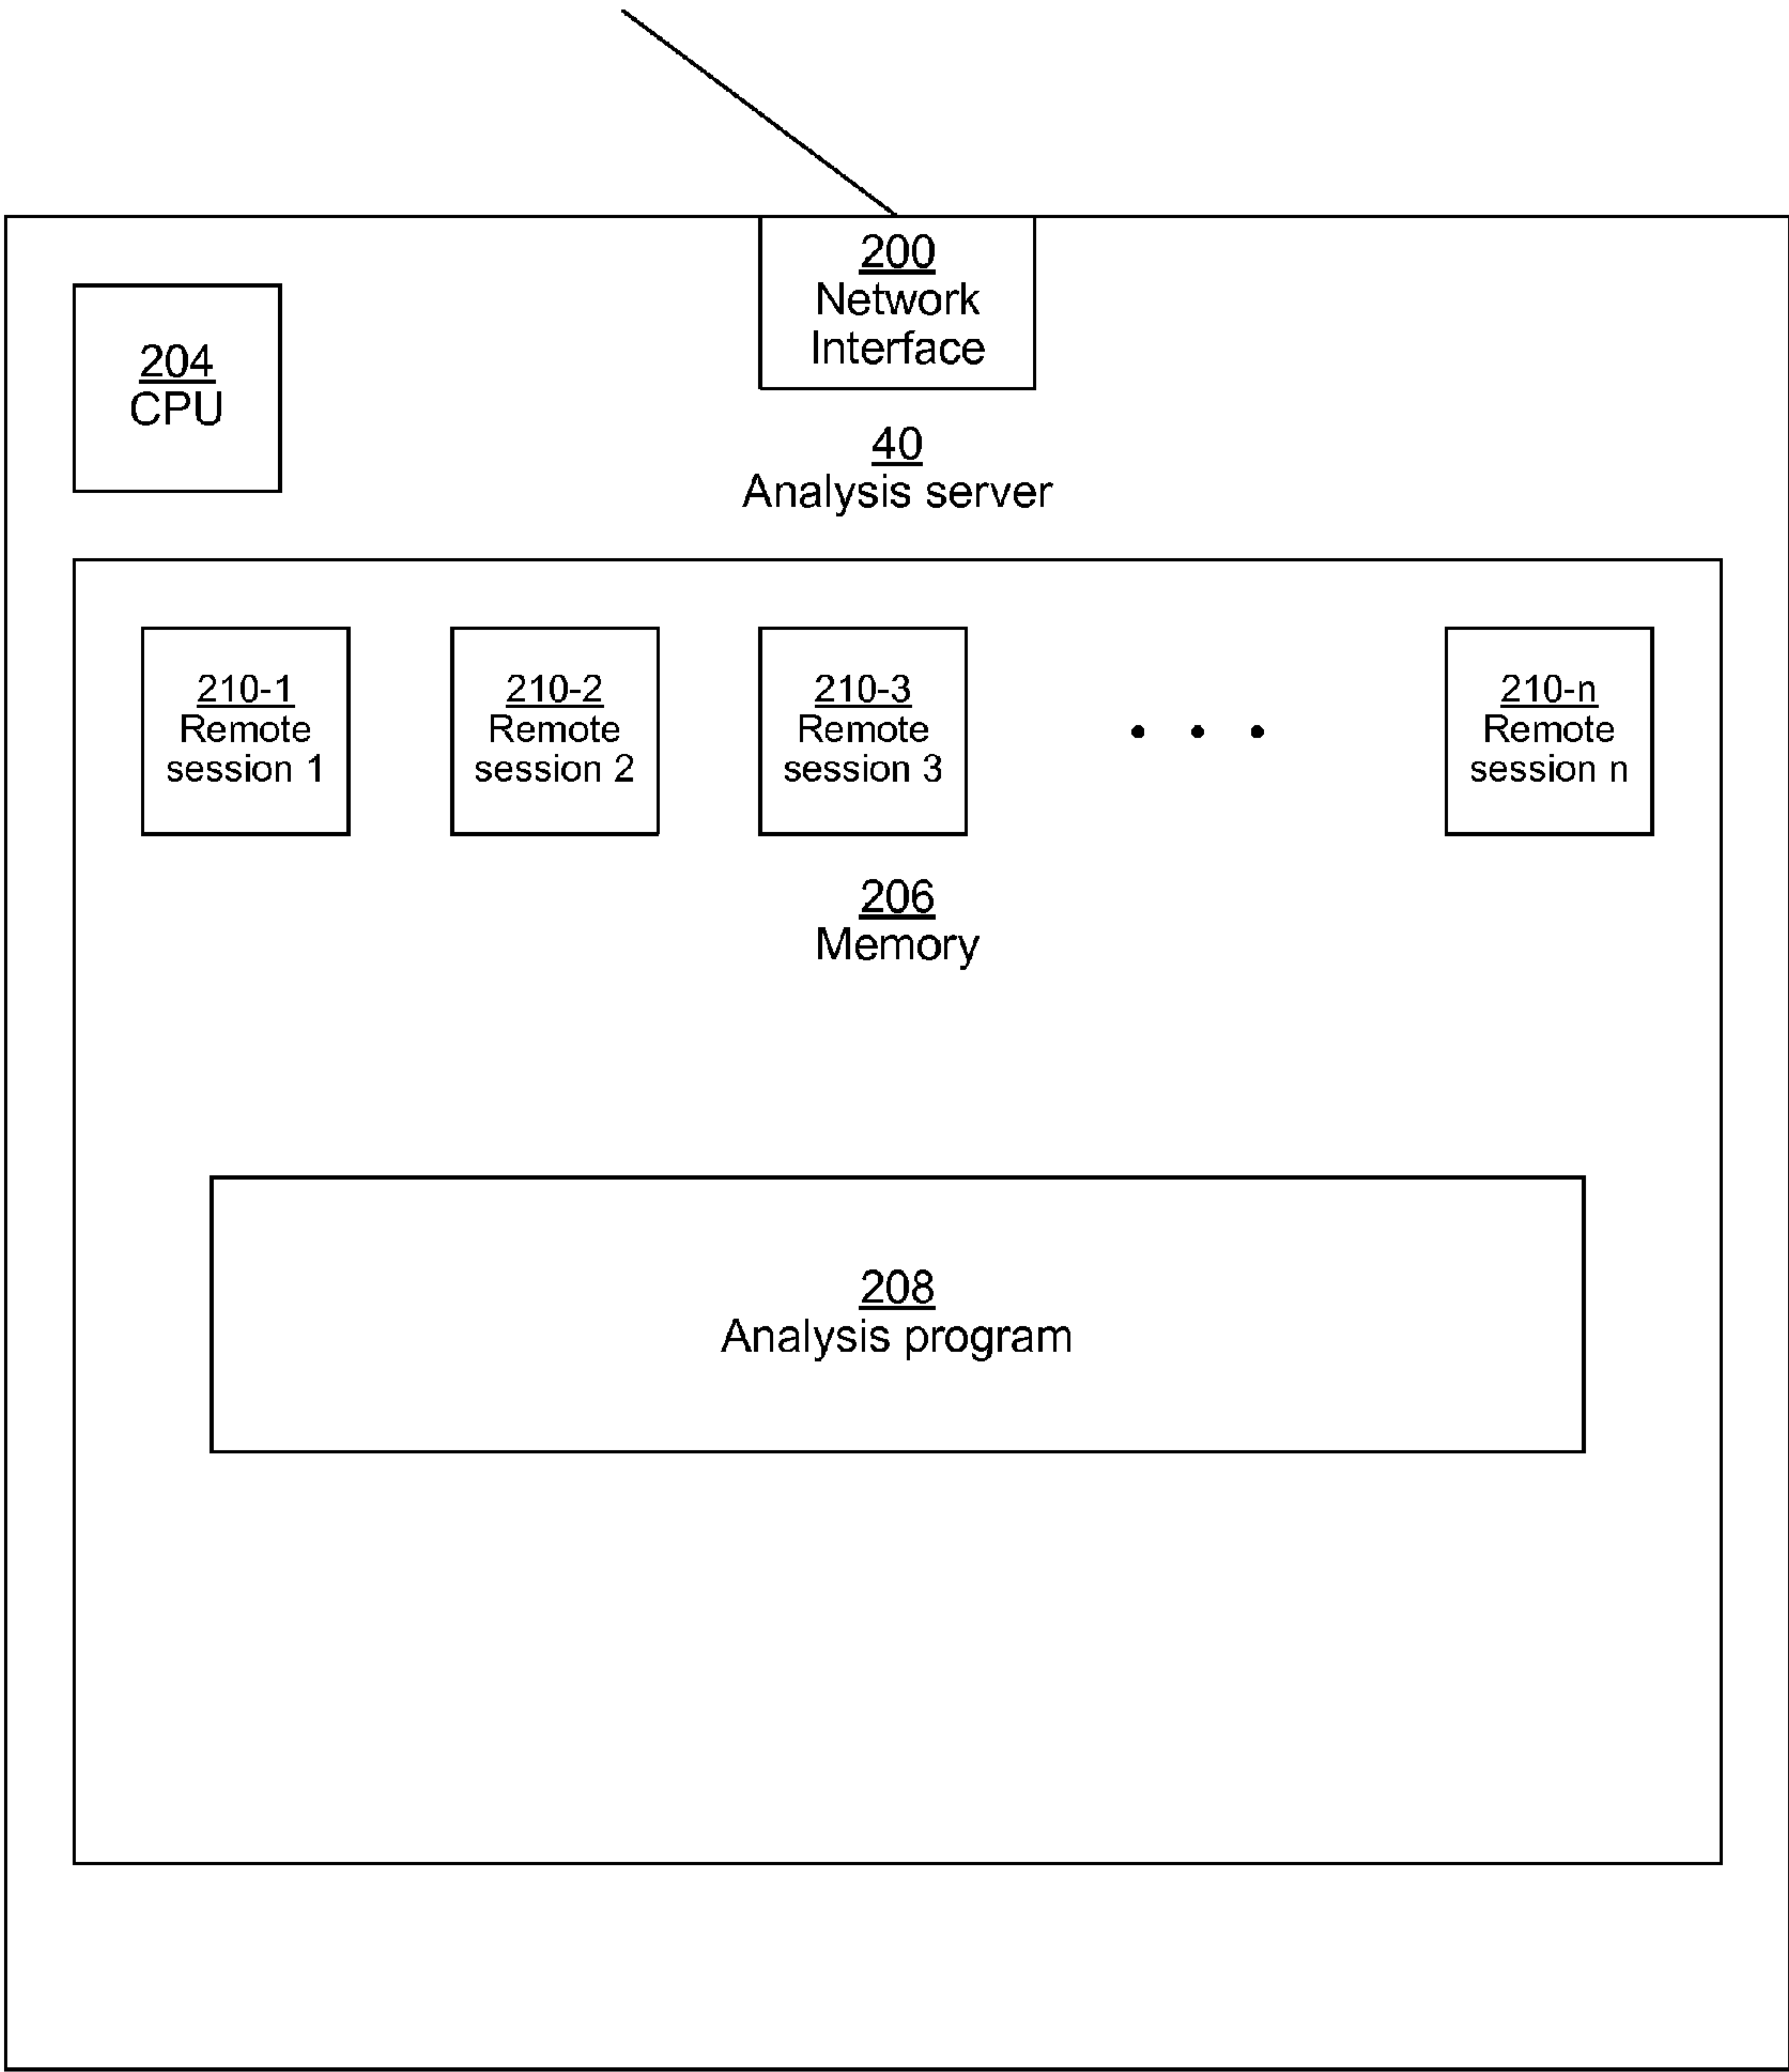 200
Network
Interface
204
CPU
40
Analysis server
210-1
Remote
session 1
210-2
Remote
session 2
210-3
Remote
session 3
• • •
210-n
Remote
session n
206
Memory
208
Analysis program